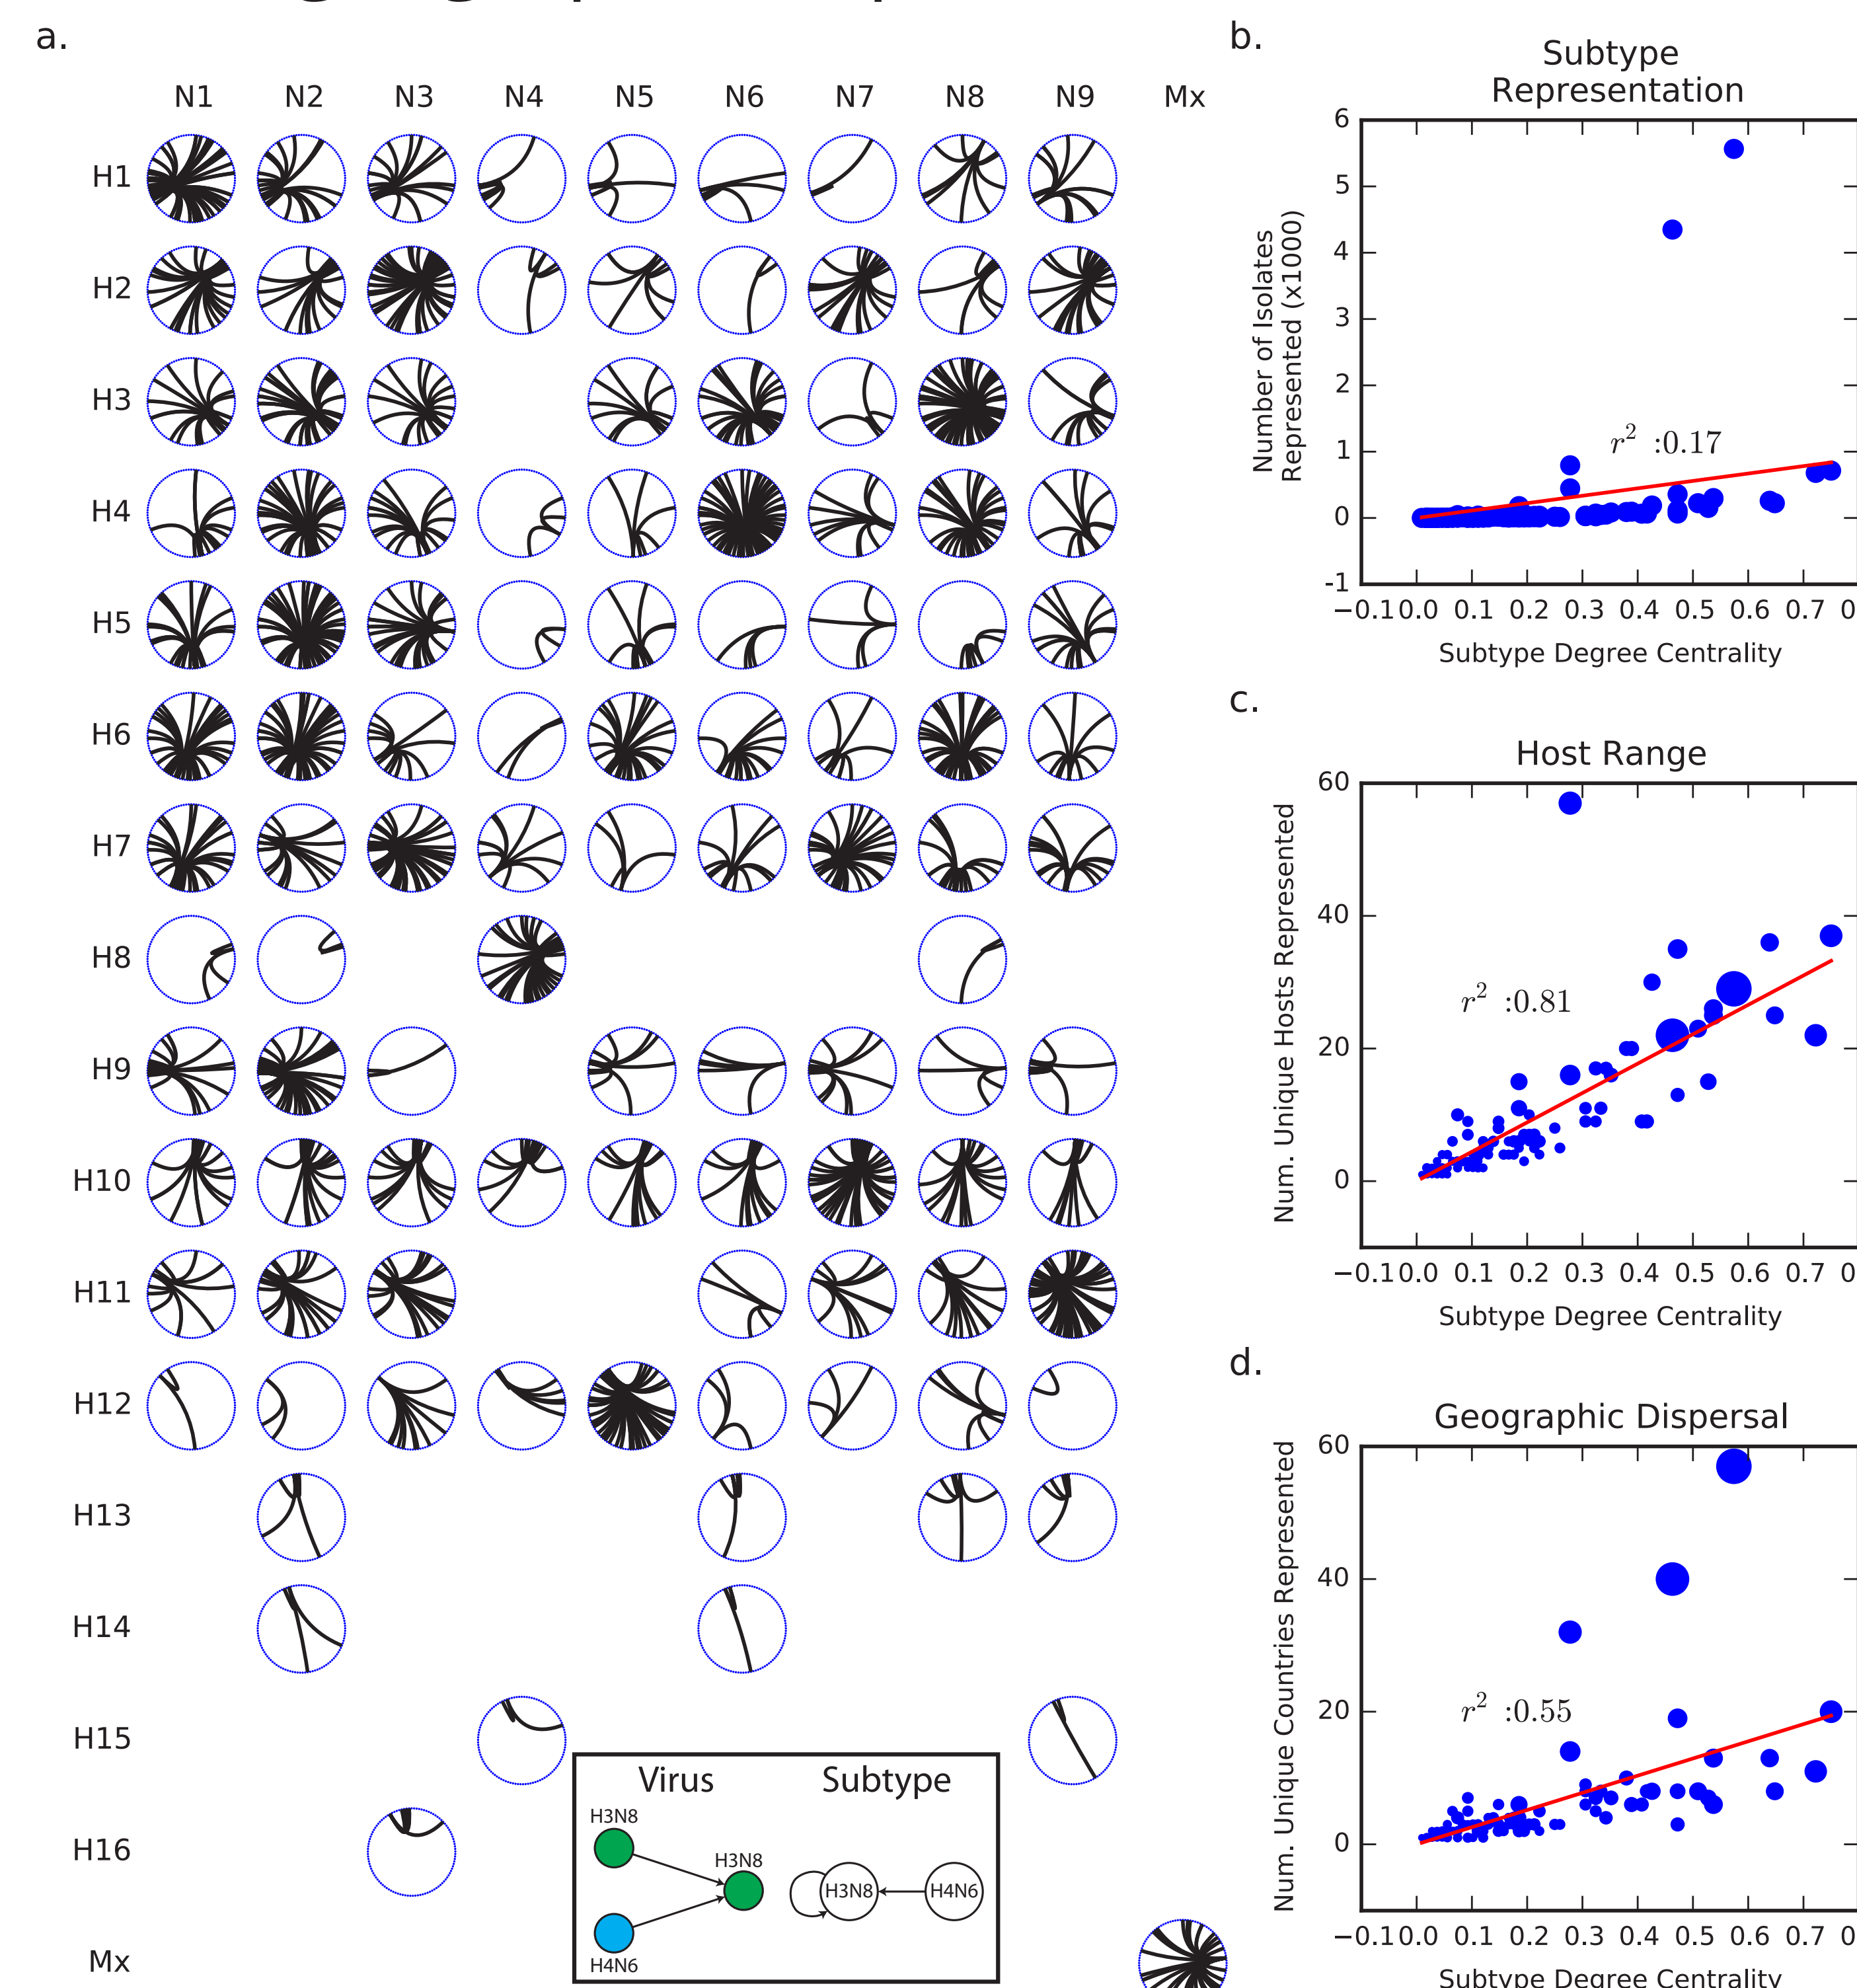 a.
N1 N2 N3 N4 N5 N6 N7 N8 N9 Mx
H1
H2
H3
H4
H5
H6
H7
H8
H9
H10
H11
H12
H13
H14
H15
H16
Mx
Virus Subtype
H3N8
H3N8
H3N8 H4N6
H4N6
b.
Subtype
Representation
Number of Isolates
Represented (x1000)
6
5
4
3
2
1
0
-1
r² :0.17
−0.1 0.0 0.1 0.2 0.3 0.4 0.5 0.6 0.7 0
Subtype Degree Centrality
c.
Host Range
Num. Unique Hosts Represented
60
40
20
0
r² :0.81
−0.1 0.0 0.1 0.2 0.3 0.4 0.5 0.6 0.7 0
Subtype Degree Centrality
d.
Geographic Dispersal
Num. Unique Countries Represented
60
40
20
0
r² :0.55
−0.1 0.0 0.1 0.2 0.3 0.4 0.5 0.6 0.7 0
Subtype Degree Centrality